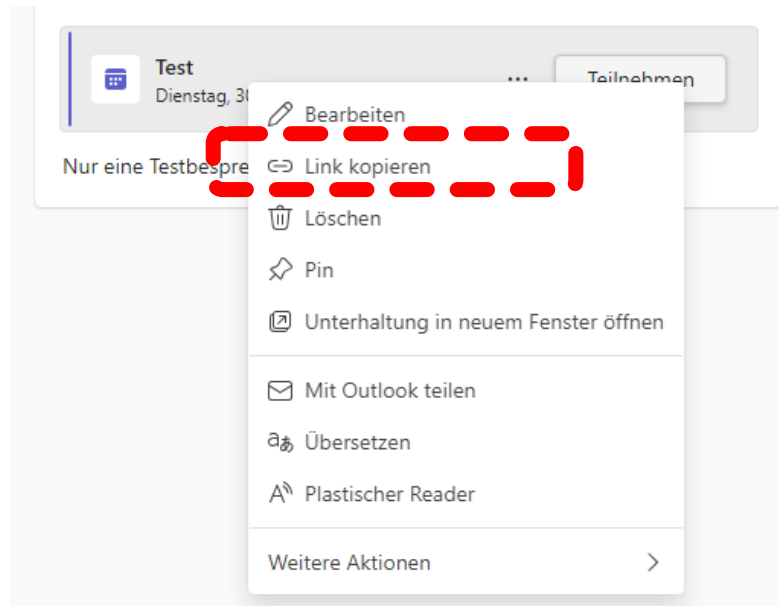 Test
Dienstag, 30
... Teilnehmen
Nur eine Testbespre
Bearbeiten
Link kopieren
Löschen
Pin
Unterhaltung in neuem Fenster öffnen
Mit Outlook teilen
Übersetzen
Plastischer Reader
Weitere Aktionen